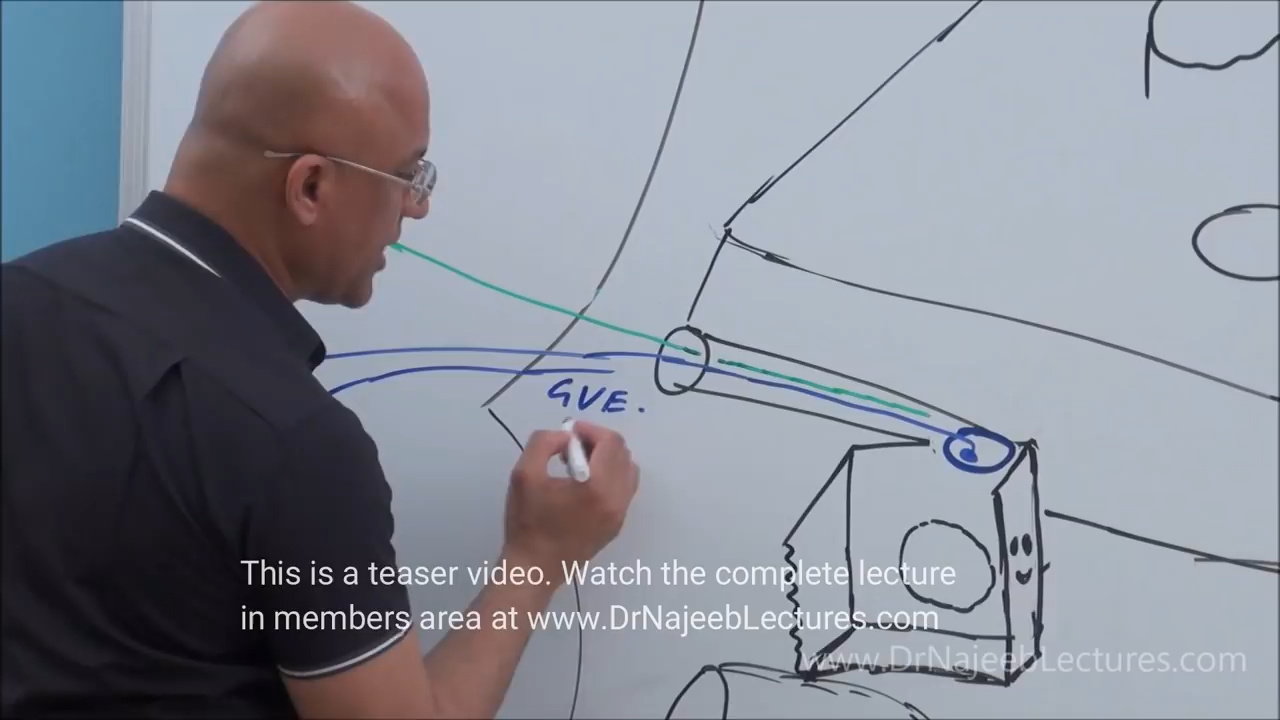 GVE.
This is a teaser video. Watch the complete lecture
in members area at www.DrNajeebLectures.com
www.DrNajeebLectures.com